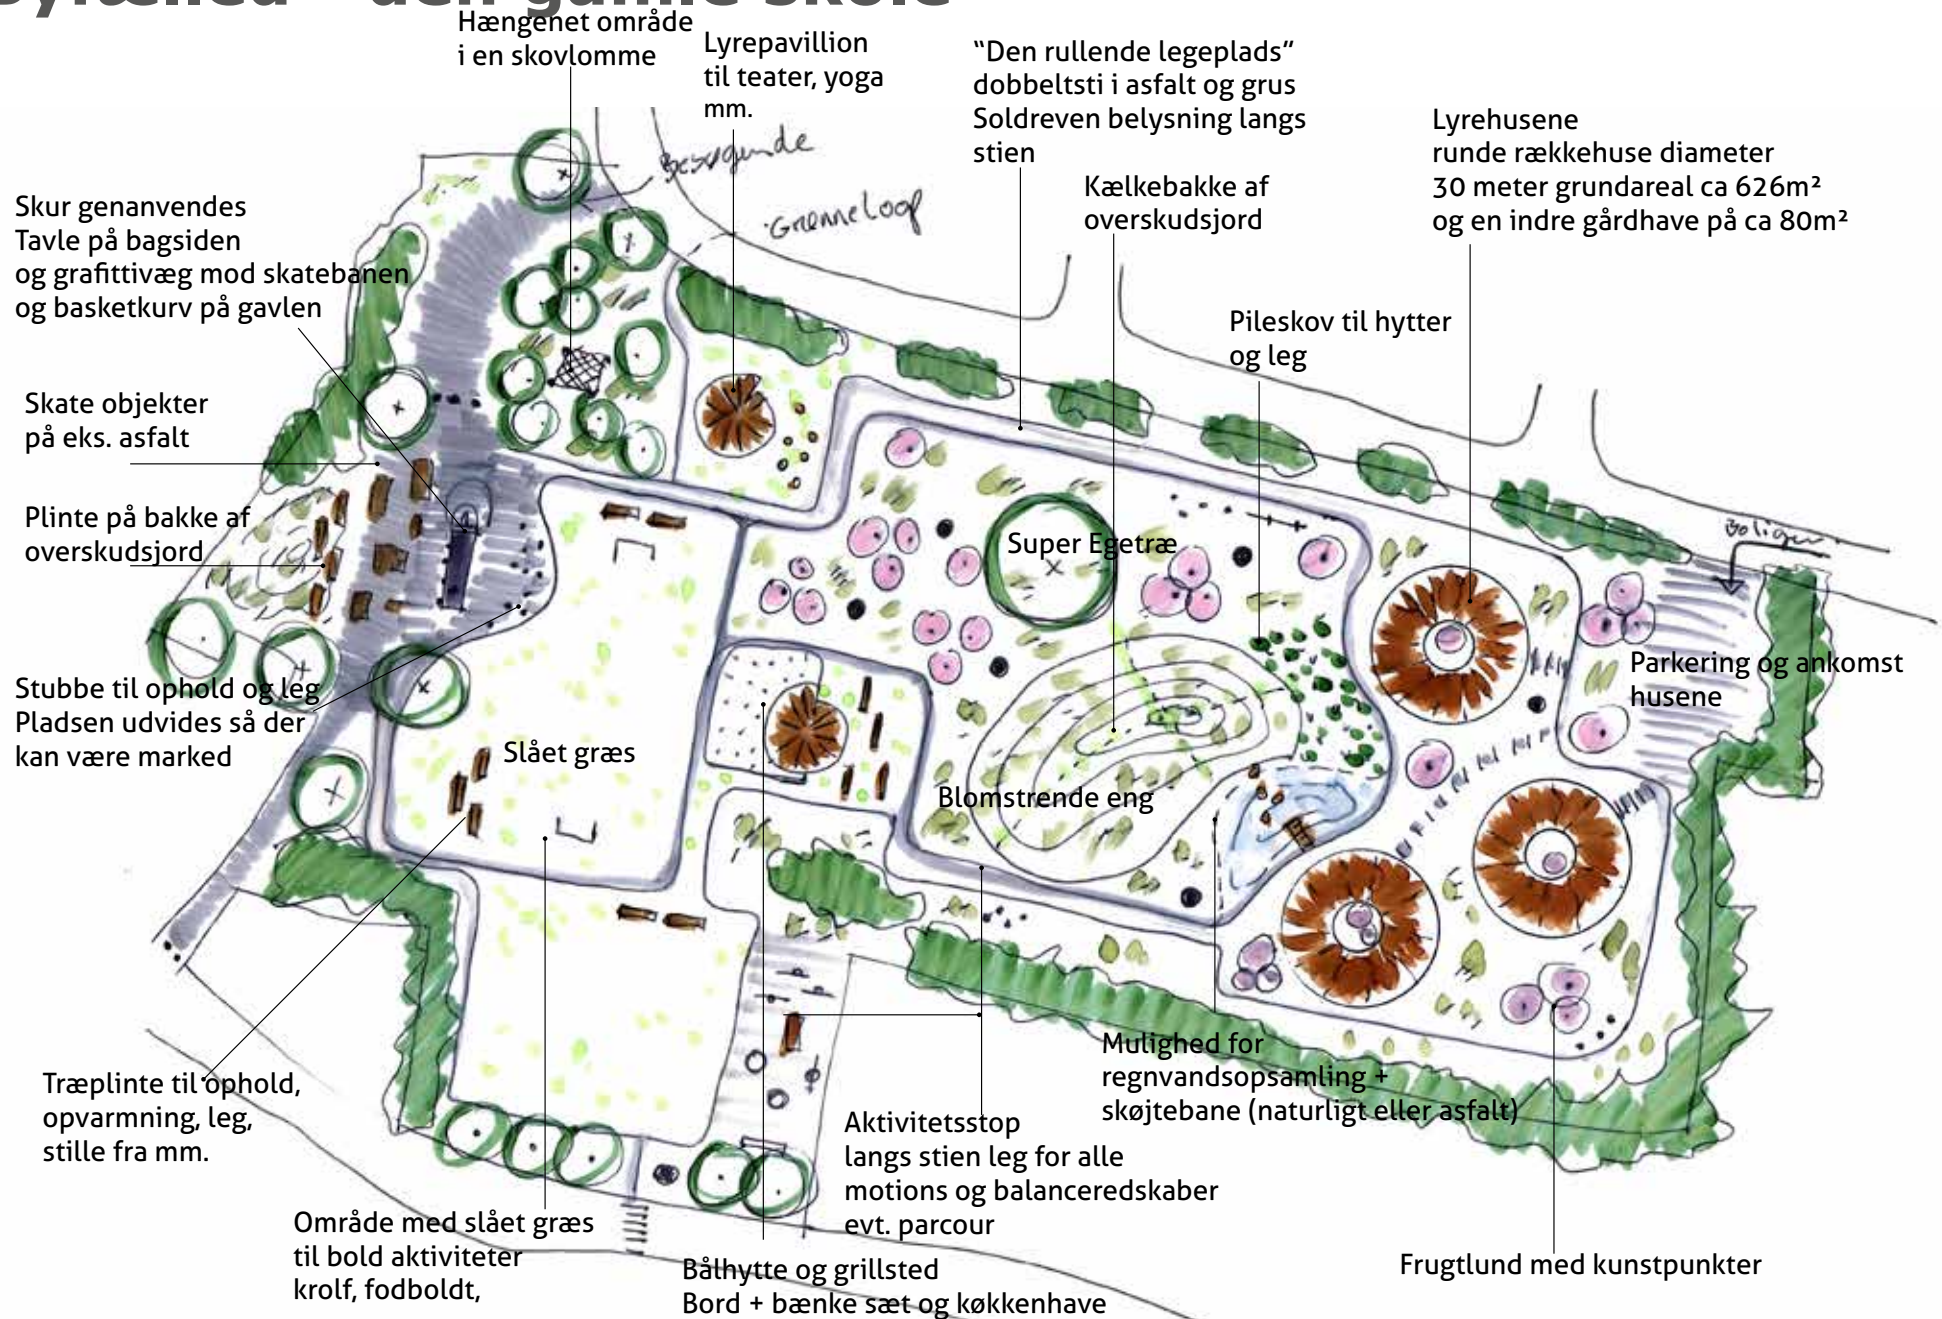 Hængenet område
i en skovlomme
Lyrepavillion
til teater, yoga
mm.
“Den rullende legeplads”
dobbeltsti i asfalt og grus
Soldreven belysning langs
stien
Kælkebakke af
overskudsjord
Lyrehusene
runde rækkehuse diameter
30 meter grundareal ca 626m²
og en indre gårdhave på ca 80m²
Besøgende
Grønne loop
Skur genanvendes
Tavle på bagsiden
og grafittivæg mod skatebanen
og basketkurv på gavlen
Pileskov til hytter
og leg
Skate objekter
på eks. asfalt
Plinte på bakke af
overskudsjord
Super Egetræ
Boliger
Parkering og ankomst
husene
Stubbe til ophold og leg
Pladsen udvides så der
kan være marked
Slået græs
Blomstrende eng
Træplinte til ophold,
opvarmning, leg,
stille fra mm.
Mulighed for
regnvandsopsamling +
skøjtebane (naturligt eller asfalt)
Aktivitetsstop
langs stien leg for alle
motions og balanceredskaber
evt. parcour
Område med slået græs
til bold aktiviteter
krolf, fodboldt,
Bålhytte og grillsted
Bord + bænke sæt og køkkenhave
Frugtlund med kunstpunkter